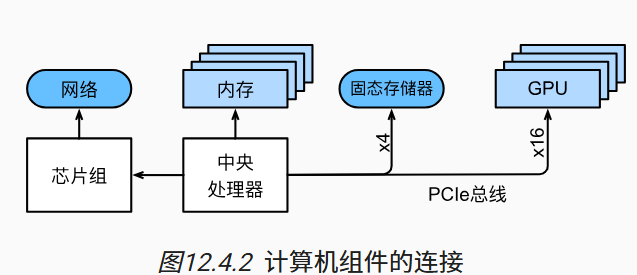 网络
内存
固态存储器
GPU
x4
x16
芯片组
中央
处理器
PCIe总线
图12.4.2 计算机组件的连接